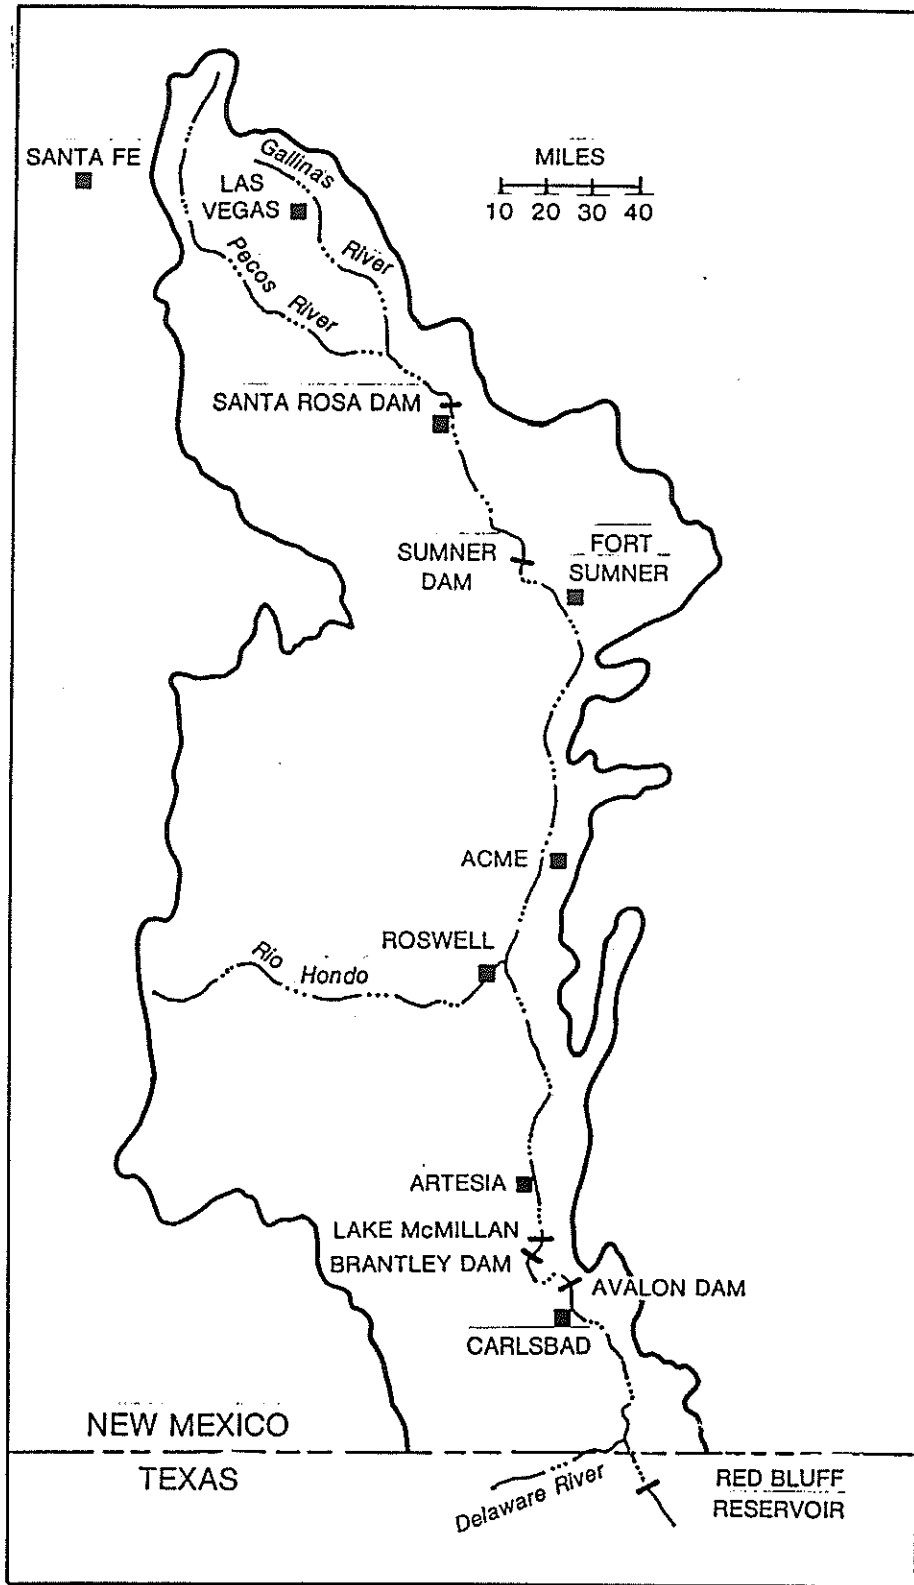 SANTA FE
MILES
10 20 30 40
Gallina's
River
LAS
VEGAS
Pecos
River
SANTA ROSA DAM
SUMNER
DAM
FORT
SUMNER
ACME
ROSWELL
Rio
Hondo
ARTESIA
LAKE McMILLAN
BRANTLEY DAM
AVALON DAM
CARLSBAD
NEW MEXICO
TEXAS
Delaware River
RED BLUFF
RESERVOIR